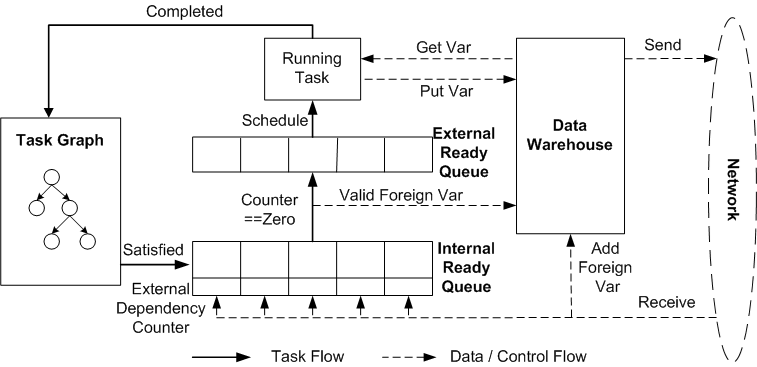 Completed
Running
Task
Get Var
Put Var
Send
Schedule
Task Graph
External
Ready
Queue
Data
Warehouse
Network
Counter
==Zero
Valid Foreign Var
Satisfied
Internal
Ready
Queue
Add
Foreign
Var
External
Dependency
Counter
Receive
Task Flow
Data / Control Flow